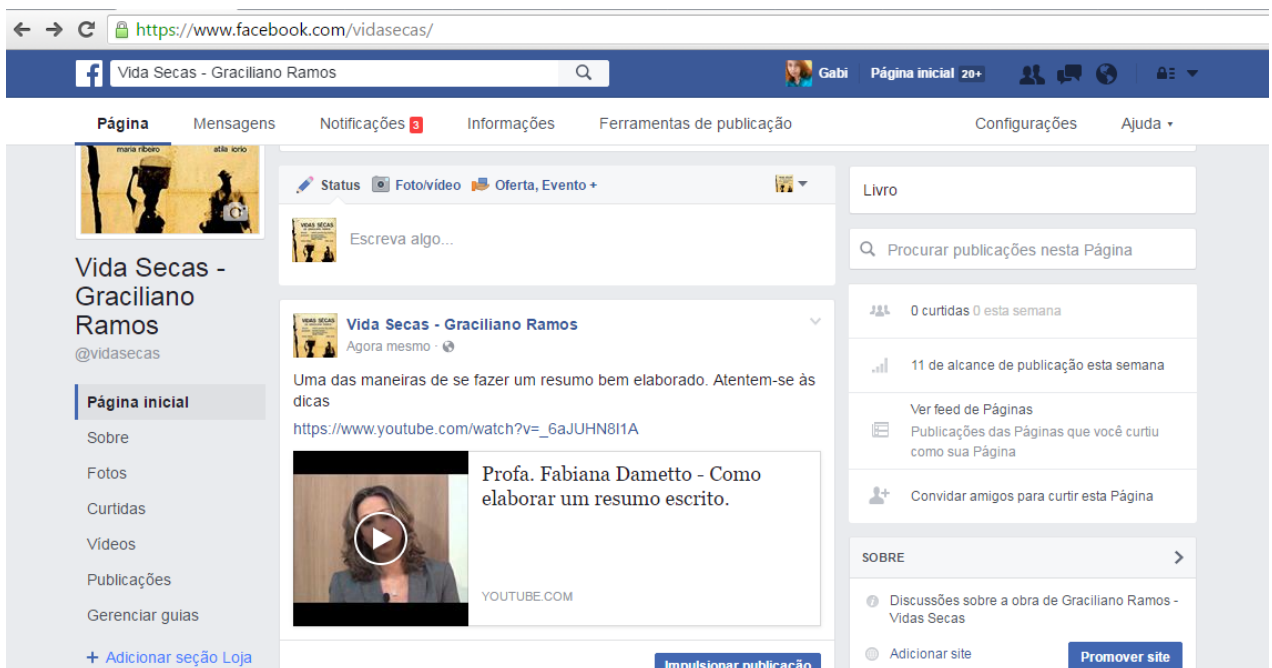 https://www.facebook.com/vidasecas/
f Vida Secas - Graciliano Ramos Gabi Página inicial 20+
Página Mensagens Notificações 3 Informações Ferramentas de publicação Configurações Ajuda
maria ribeiro átila iorio
Vida Secas -
Graciliano
Ramos
@vidasecas
Página inicial
Sobre
Fotos
Curtidas
Vídeos
Publicações
Gerenciar guias
+ Adicionar seção Loja
Status Foto/vídeo Oferta, Evento +
VIDAS SÊCAS
Escreva algo...
VIDAS SÊCAS
Vida Secas - Graciliano Ramos
Agora mesmo ·
Uma das maneiras de se fazer um resumo bem elaborado. Atentem-se às
dicas
https://www.youtube.com/watch?v=_6aJUHN8I1A
Profa. Fabiana Dametto - Como
elaborar um resumo escrito.
YOUTUBE.COM
Impulsionar publicação
Livro
Procurar publicações nesta Página
0 curtidas 0 esta semana
11 de alcance de publicação esta semana
Ver feed de Páginas
Publicações das Páginas que você curtiu
como sua Página
Convidar amigos para curtir esta Página
SOBRE
Discussões sobre a obra de Graciliano Ramos -
Vidas Secas
Adicionar site Promover site